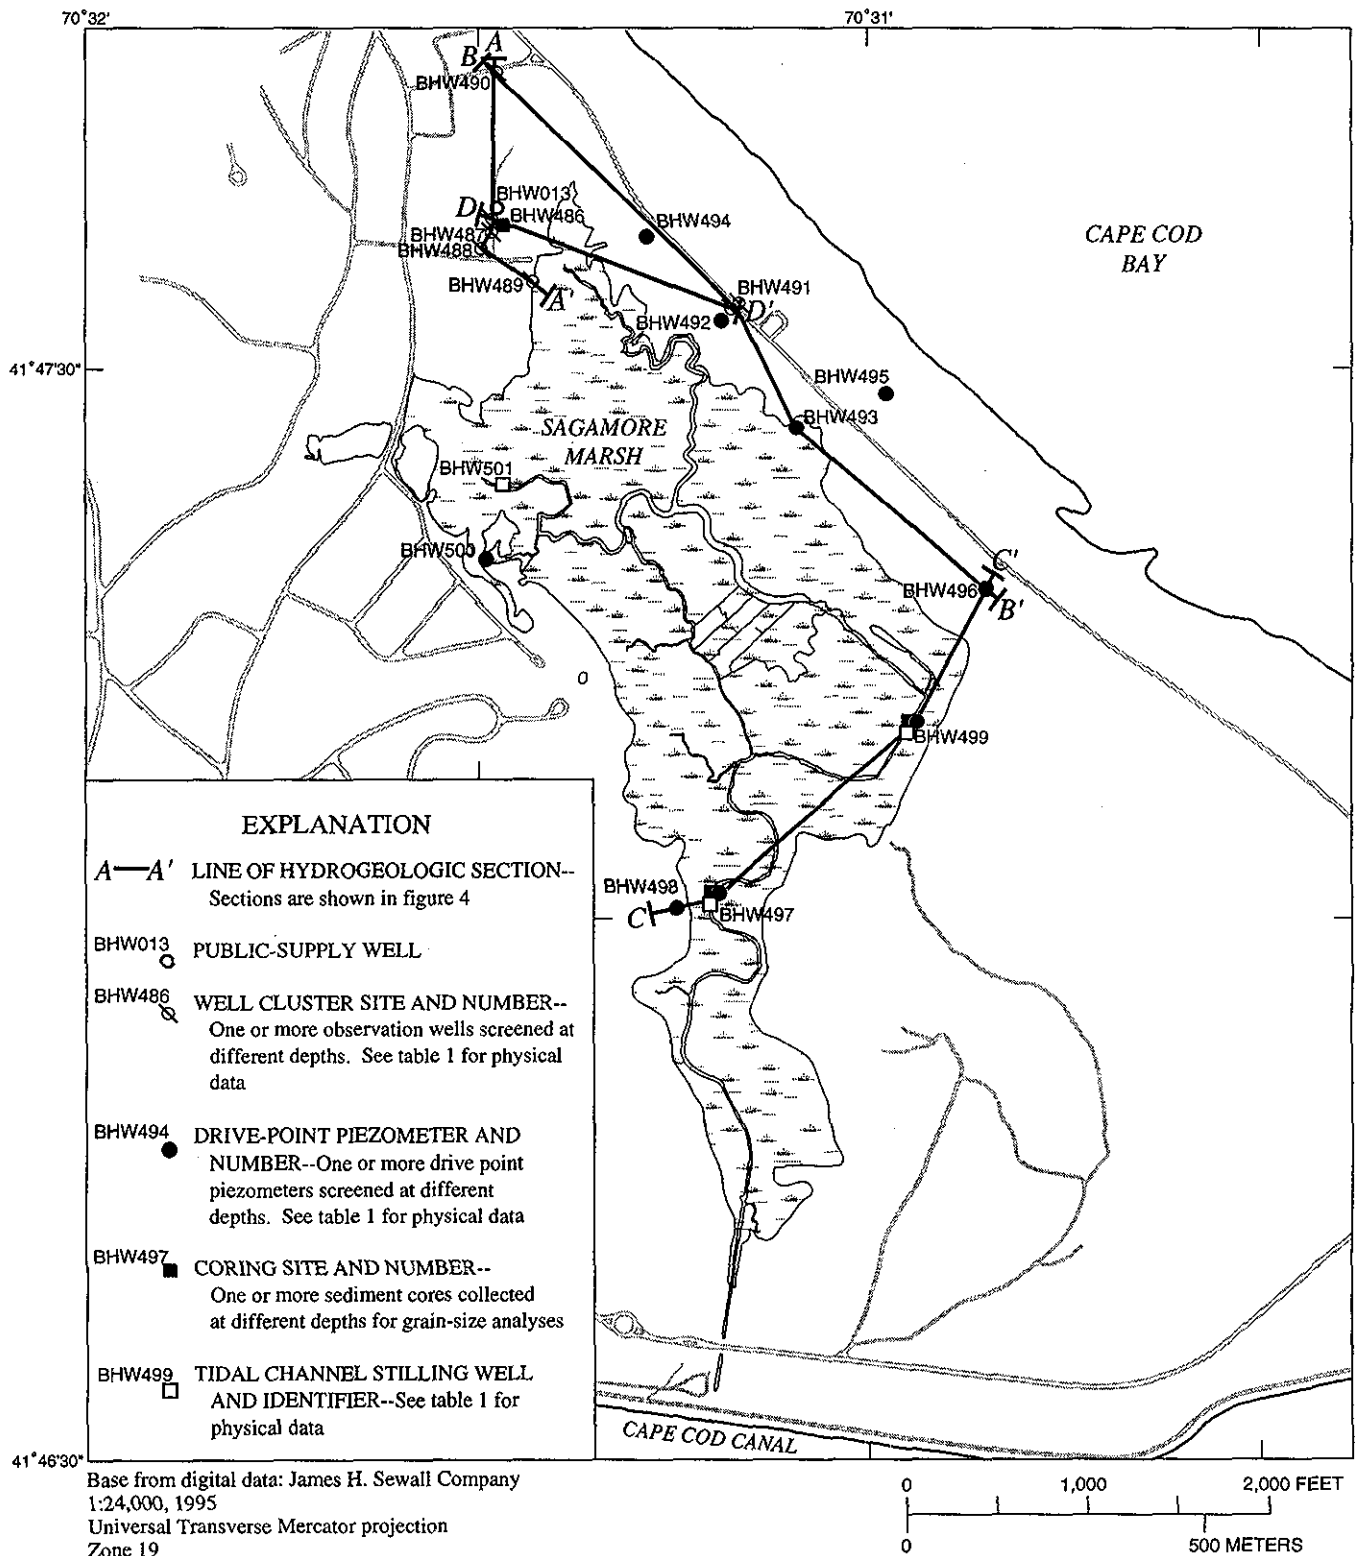 70°32'
70°31'
A
B
BHW490
BHW013
D
BHW486
BHW487
BHW488
BHW489
A'
BHW494
CAPE COD
BAY
BHW491
D'
BHW492
41°47'30"
BHW495
BHW493
SAGAMORE
MARSH
BHW501
BHW500
C'
BHW496
B'
BHW499
BHW498
C
BHW497
EXPLANATION
A—A' LINE OF HYDROGEOLOGIC SECTION--
Sections are shown in figure 4
BHW013 PUBLIC-SUPPLY WELL
BHW486 WELL CLUSTER SITE AND NUMBER--
One or more observation wells screened at
different depths. See table 1 for physical
data
BHW494 DRIVE-POINT PIEZOMETER AND
NUMBER--One or more drive point
piezometers screened at different
depths. See table 1 for physical data
BHW497 CORING SITE AND NUMBER--
One or more sediment cores collected
at different depths for grain-size analyses
BHW499 TIDAL CHANNEL STILLING WELL
AND IDENTIFIER--See table 1 for
physical data
CAPE COD CANAL
41°46'30"
Base from digital data: James H. Sewall Company
1:24,000, 1995
Universal Transverse Mercator projection
Zone 19
0 1,000 2,000 FEET
0 500 METERS